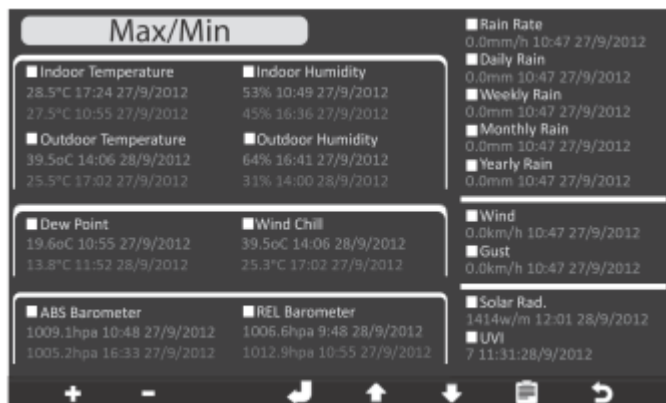 Max/Min
Indoor Temperature
28.5°C 17:24 27/9/2012
27.5°C 10:55 27/9/2012
Indoor Humidity
53% 10:49 27/9/2012
45% 16:36 27/9/2012
Outdoor Temperature
39.5oC 14:06 28/9/2012
25.5°C 17:02 27/9/2012
Outdoor Humidity
64% 16:41 27/9/2012
31% 14:00 28/9/2012
Dew Point
19.6oC 10:55 27/9/2012
13.8°C 11:52 28/9/2012
Wind Chill
39.5oC 14:06 28/9/2012
25.3°C 17:02 27/9/2012
ABS Barometer
1009.1hpa 10:48 27/9/2012
1005.2hpa 16:33 27/9/2012
REL Barometer
1006.6hpa 9:48 28/9/2012
1012.9hpa 10:55 27/9/2012
Rain Rate
0.0mm/h 10:47 27/9/2012
Daily Rain
0.0mm 10:47 27/9/2012
Weekly Rain
0.0mm 10:47 27/9/2012
Monthly Rain
0.0mm 10:47 27/9/2012
Yearly Rain
0.0mm 10:47 27/9/2012
Wind
0.0km/h 10:47 27/9/2012
Gust
0.0km/h 10:47 27/9/2012
Solar Rad.
1414w/m 12:01 28/9/2012
UVI
7 11:31:28/9/2012